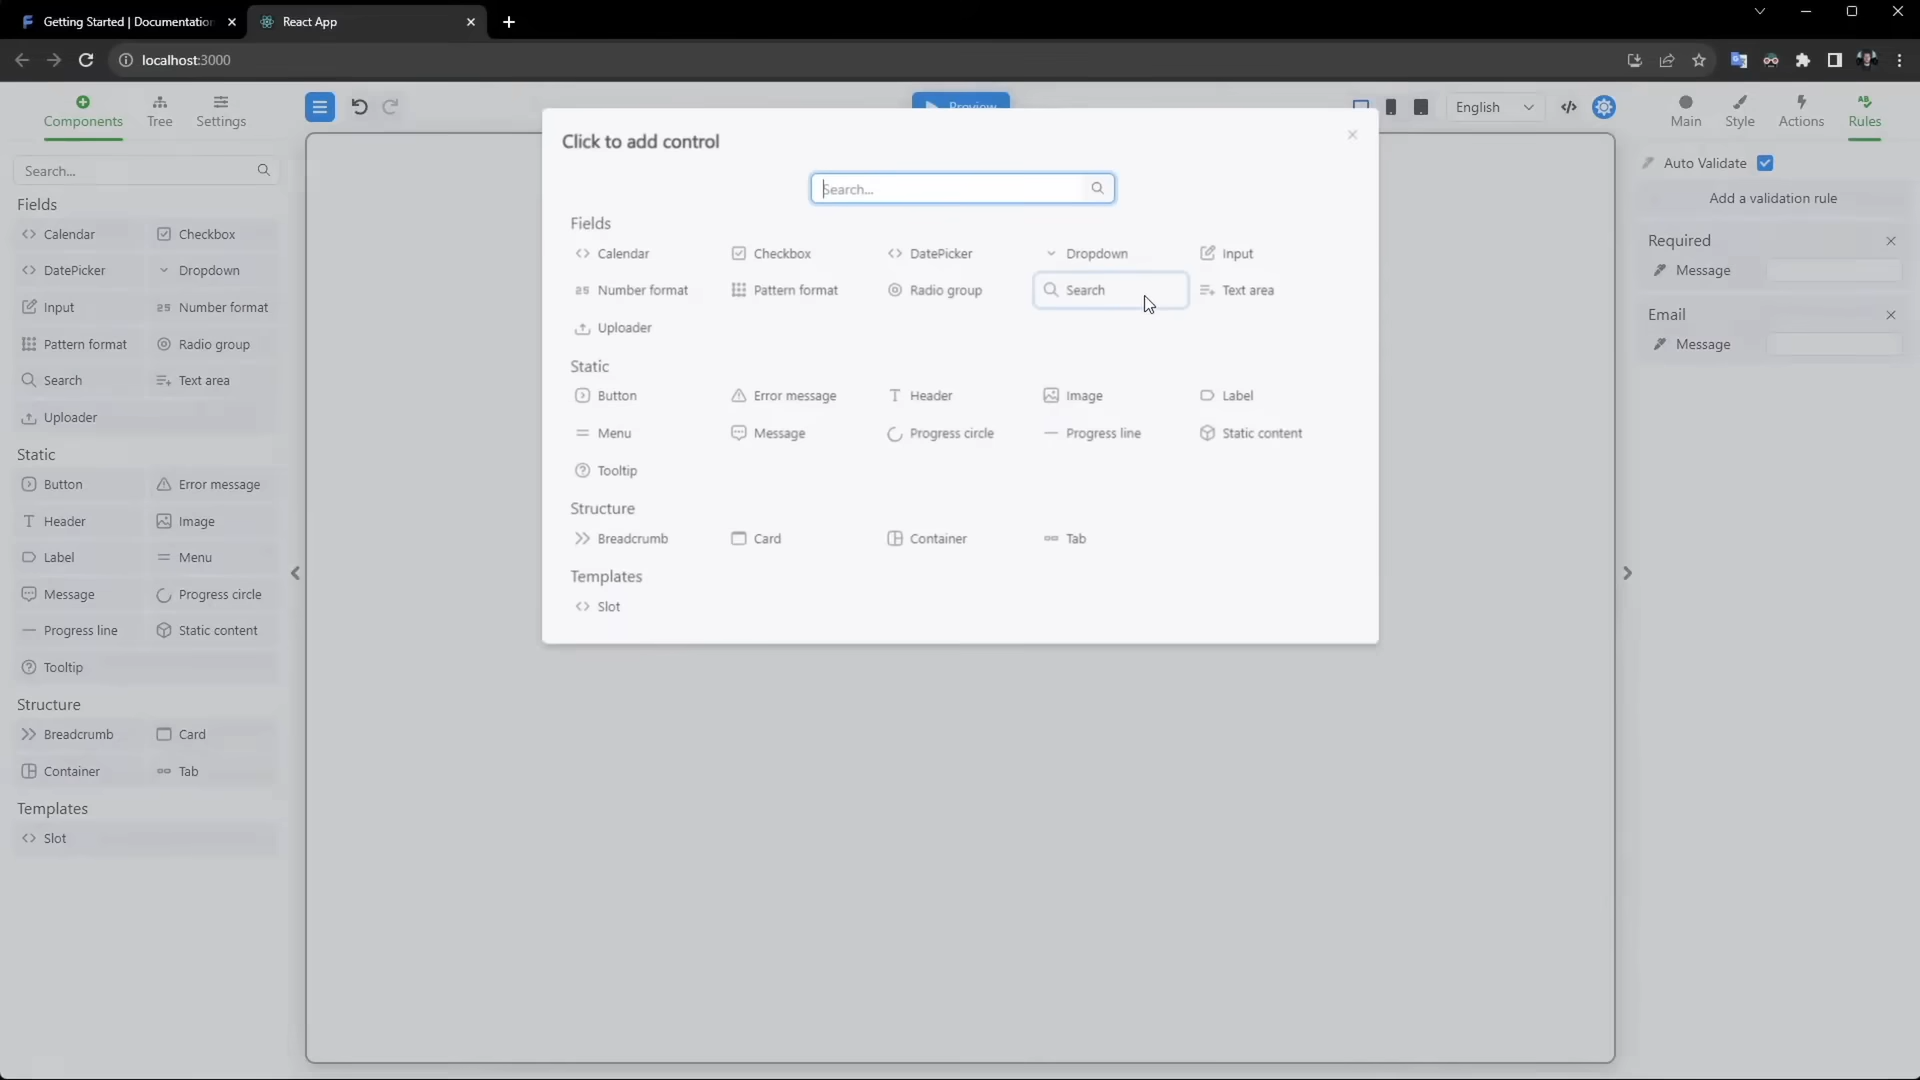 Getting Started | Documentation
React App
localhost:3000
Components
Tree
Settings
Preview
English
Main
Style
Actions
Rules
Search...
Fields
Calendar
Checkbox
DatePicker
Dropdown
Input
Number format
Pattern format
Radio group
Search
Text area
Uploader
Static
Button
Error message
Header
Image
Label
Menu
Message
Progress circle
Progress line
Static content
Tooltip
Structure
Breadcrumb
Card
Container
Tab
Templates
Slot
Click to add control
Search...
Fields
Calendar
Checkbox
DatePicker
Dropdown
Input
Number format
Pattern format
Radio group
Search
Text area
Uploader
Static
Button
Error message
Header
Image
Label
Menu
Message
Progress circle
Progress line
Static content
Tooltip
Structure
Breadcrumb
Card
Container
Tab
Templates
Slot
Auto Validate
Add a validation rule
Required
Message
Email
Message